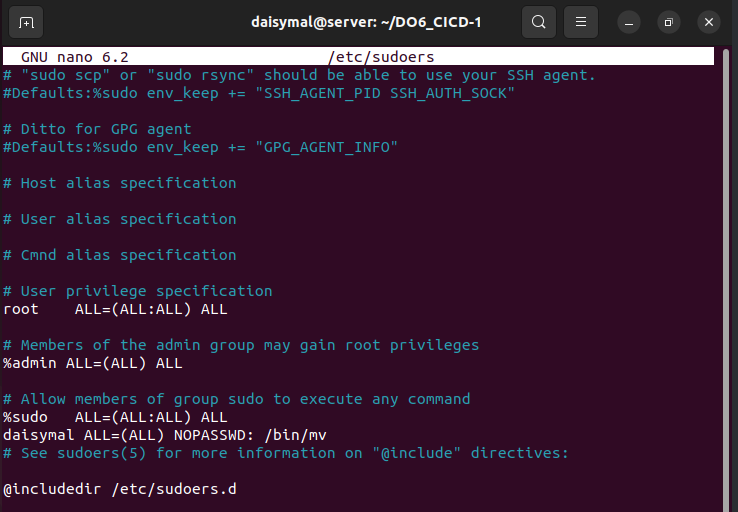 daisymal@server: ~/DO6_CICD-1
GNU nano 6.2 /etc/sudoers
# "sudo scp" or "sudo rsync" should be able to use your SSH agent.
#Defaults:%sudo env_keep += "SSH_AGENT_PID SSH_AUTH_SOCK"
# Ditto for GPG agent
#Defaults:%sudo env_keep += "GPG_AGENT_INFO"
# Host alias specification
# User alias specification
# Cmnd alias specification
# User privilege specification
root ALL=(ALL:ALL) ALL
# Members of the admin group may gain root privileges
%admin ALL=(ALL) ALL
# Allow members of group sudo to execute any command
%sudo ALL=(ALL:ALL) ALL
daisymal ALL=(ALL) NOPASSWD: /bin/mv
# See sudoers(5) for more information on "@include" directives:
@includedir /etc/sudoers.d